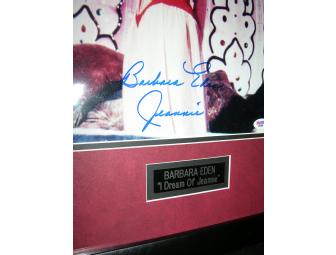 Barbara Eden
Jeannie
BARBARA EDEN
"I Dream Of Jeannie"